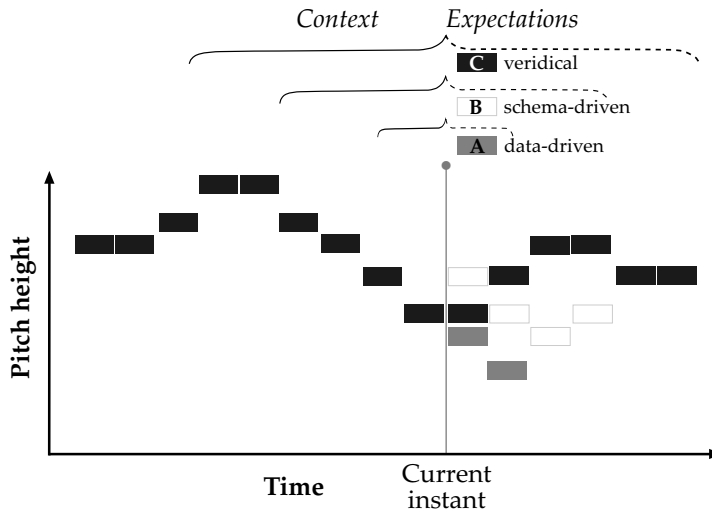 Context Expectations
C veridical
B schema-driven
A data-driven
Pitch height
Time
Current
instant